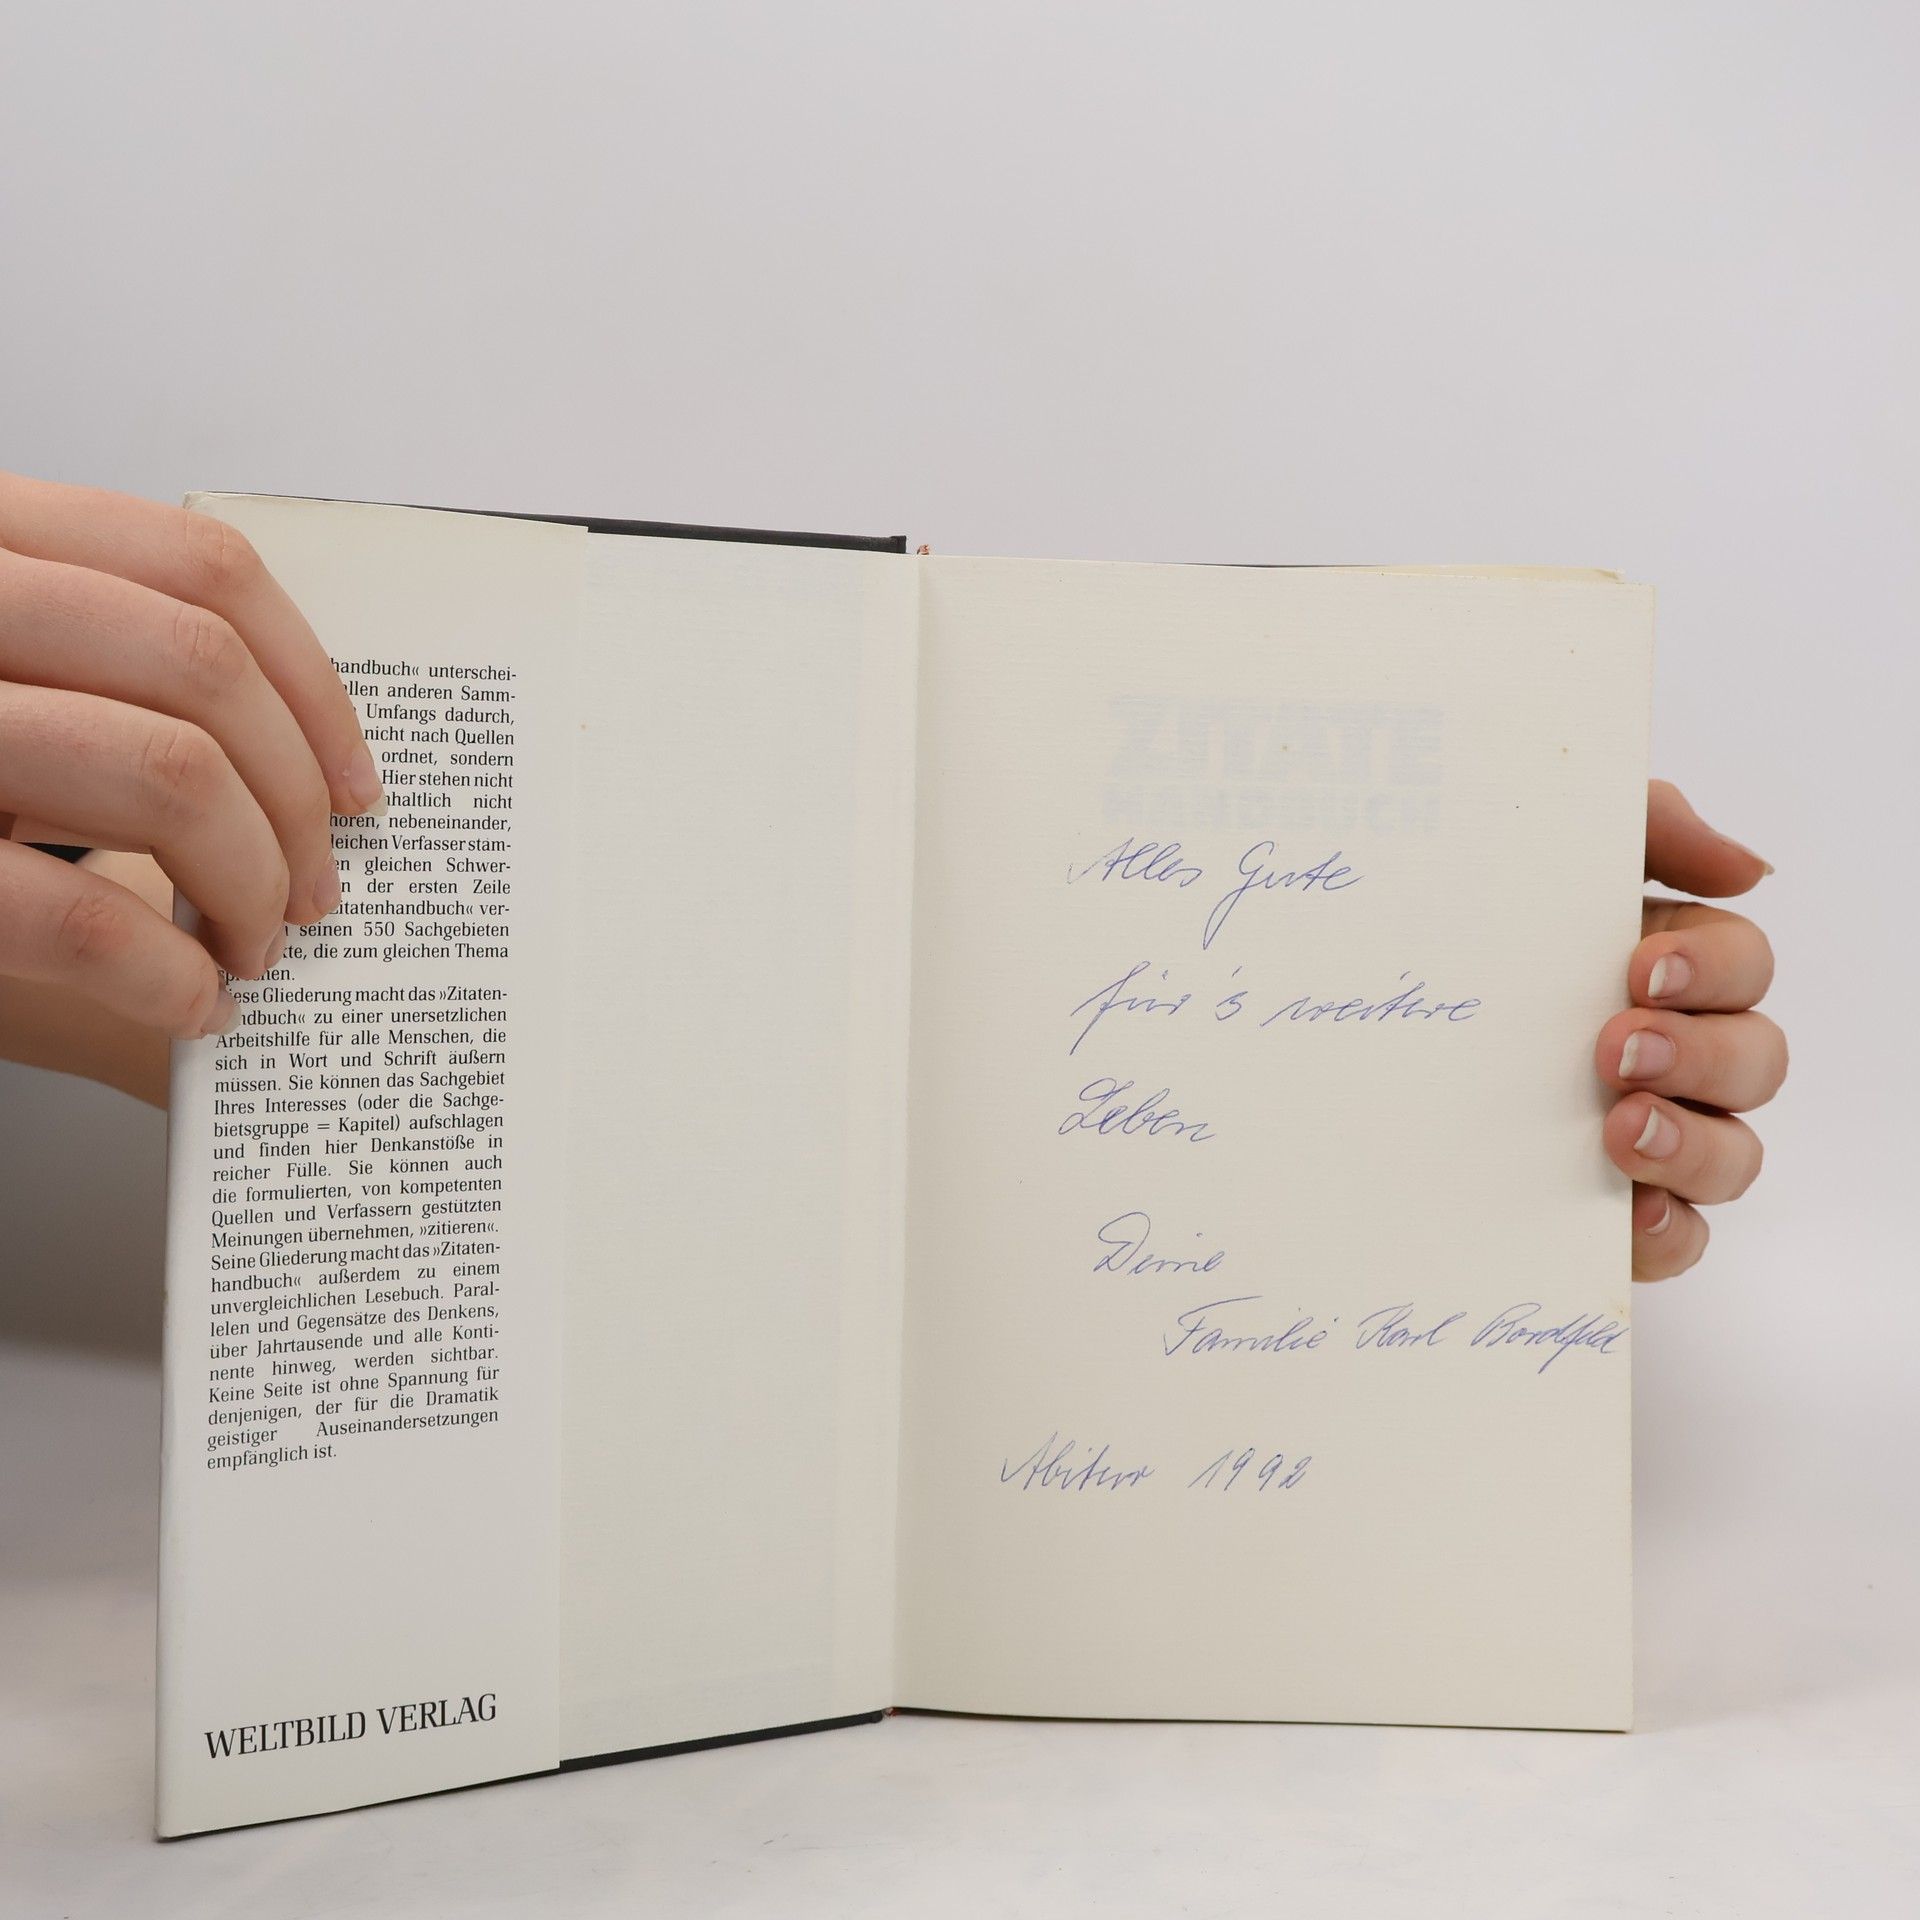 handbuch« unterschei-
allen anderen Samm-
Umfangs dadurch,
nicht nach Quellen
ordnet, sondern
Hier stehen nicht
nhaltlich nicht
hören, nebeneinander,
leichen Verfasser stam-
en gleichen Schwer-
n der ersten Zeile
Zitatenhandbuch« ver-
seinen 550 Sachgebieten
kte, die zum gleichen Thema
sprechen.
iese Gliederung macht das »Zitaten-
ndbuch« zu einer unersetzlichen
Arbeitshilfe für alle Menschen, die
sich in Wort und Schrift äußern
müssen. Sie können das Sachgebiet
Ihres Interesses (oder die Sachge-
bietsgruppe = Kapitel) aufschlagen
und finden hier Denkanstöße in
reicher Fülle. Sie können auch
die formulierten, von kompetenten
Quellen und Verfassern gestützten
Meinungen übernehmen, »zitieren«.
Seine Gliederung macht das »Zitaten-
handbuch« außerdem zu einem
unvergleichlichen Lesebuch. Paral-
lelen und Gegensätze des Denkens,
über Jahrtausende und alle Konti-
nente hinweg, werden sichtbar.
Keine Seite ist ohne Spannung für
denjenigen, der für die Dramatik
geistiger Auseinandersetzungen
empfänglich ist.
WELTBILD VERLAG
HANDBUCH
Alles Gute
für's weitere
Leben
Deine
Familie Karl
Abitur 1992